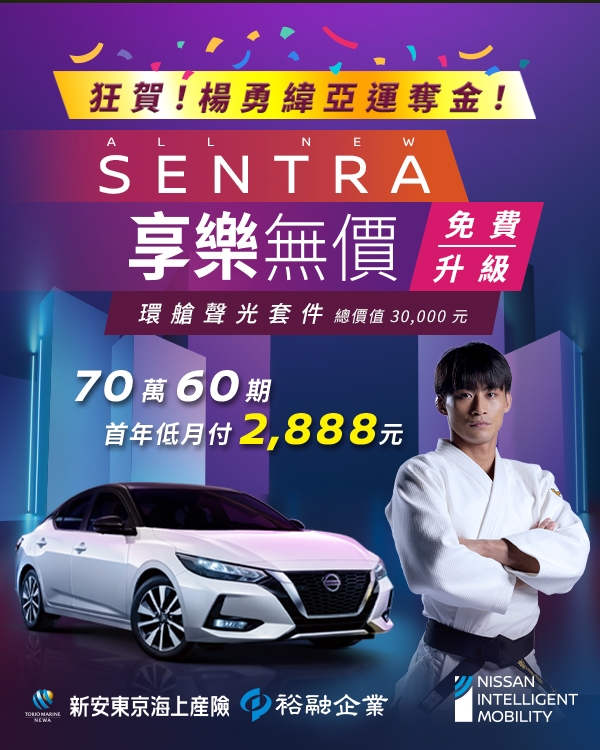 狂賀！楊勇緯亞運奪金！
ALL NEW
SENTRA
享樂無價
免費
升級
環艙聲光套件 總價值 30,000 元
70萬60期
首年低月付2,888元
TOKIO MARINE
NEWA
新安東京海上產險
裕融企業
NISSAN
INTELLIGENT
MOBILITY